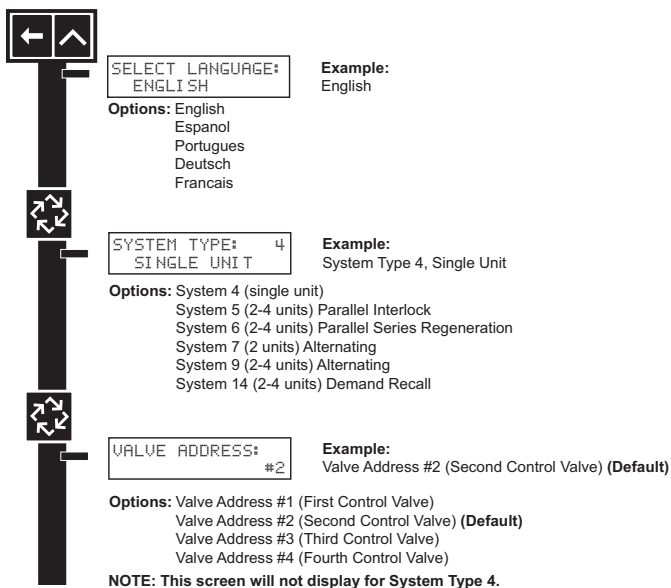 SELECT LANGUAGE:
ENGLISH
Example:
English
Options: English
Espanol
Portugues
Deutsch
Francais
SYSTEM TYPE: 4
SINGLE UNIT
Example:
System Type 4, Single Unit
Options: System 4 (single unit)
System 5 (2-4 units) Parallel Interlock
System 6 (2-4 units) Parallel Series Regeneration
System 7 (2 units) Alternating
System 9 (2-4 units) Alternating
System 14 (2-4 units) Demand Recall
VALVE ADDRESS:
#2
Example:
Valve Address #2 (Second Control Valve) (Default)
Options: Valve Address #1 (First Control Valve)
Valve Address #2 (Second Control Valve) (Default)
Valve Address #3 (Third Control Valve)
Valve Address #4 (Fourth Control Valve)
NOTE: This screen will not display for System Type 4.